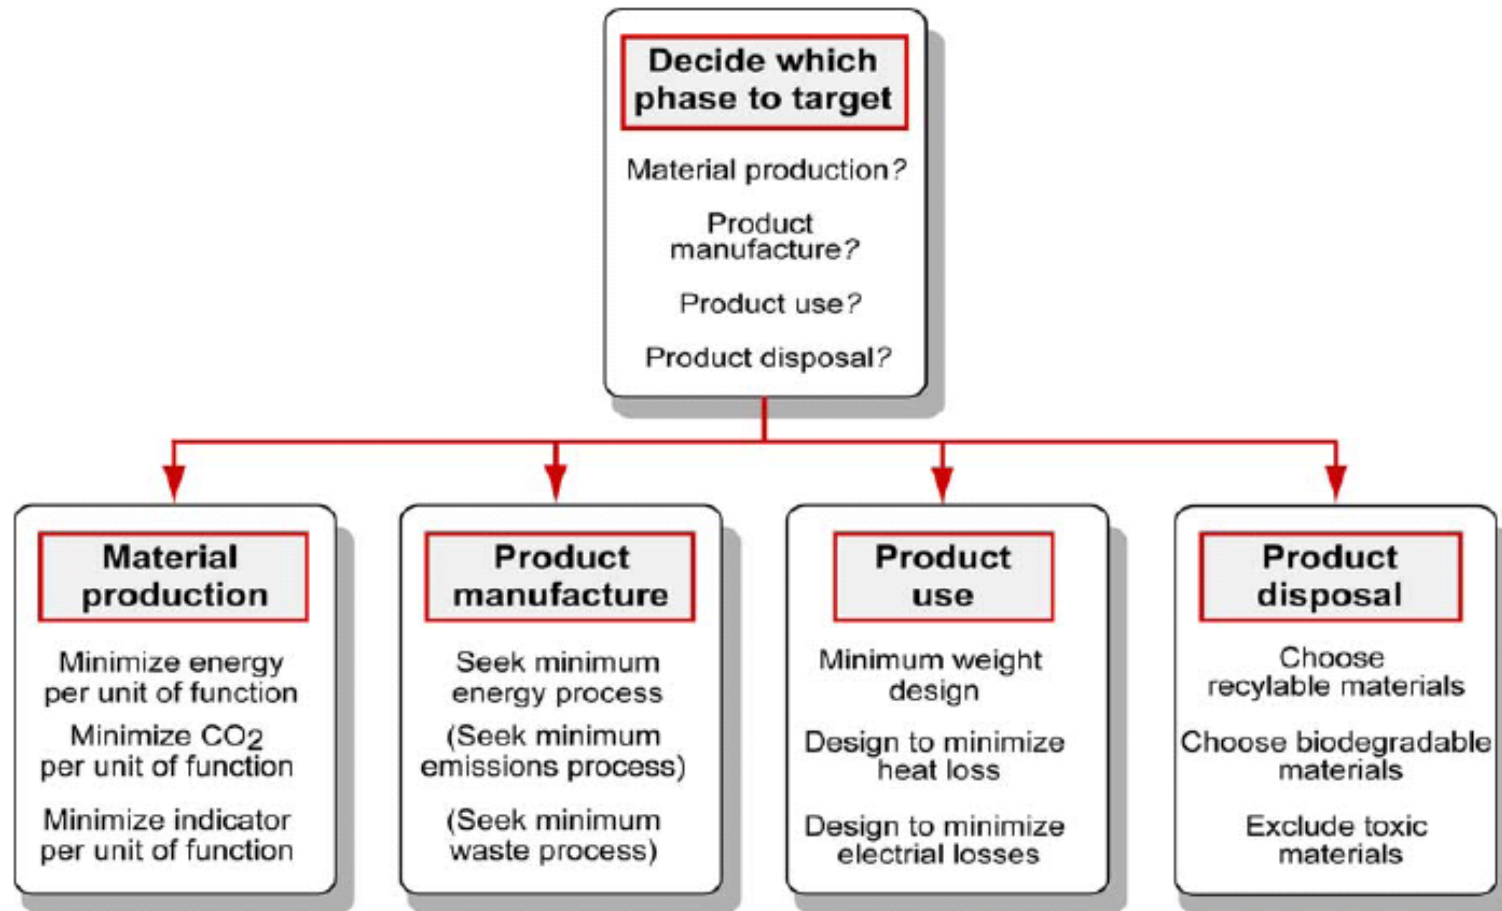 Decide which
phase to target
Material production?
Product
manufacture?
Product use?
Product disposal?
Material
production
Minimize energy
per unit of function
Minimize CO2
per unit of function
Minimize indicator
per unit of function
Product
manufacture
Seek minimum
energy process
(Seek minimum
emissions process)
(Seek minimum
waste process)
Product
use
Minimum weight
design
Design to minimize
heat loss
Design to minimize
electrial losses
Product
disposal
Choose
recylable materials
Choose biodegradable
materials
Exclude toxic
materials